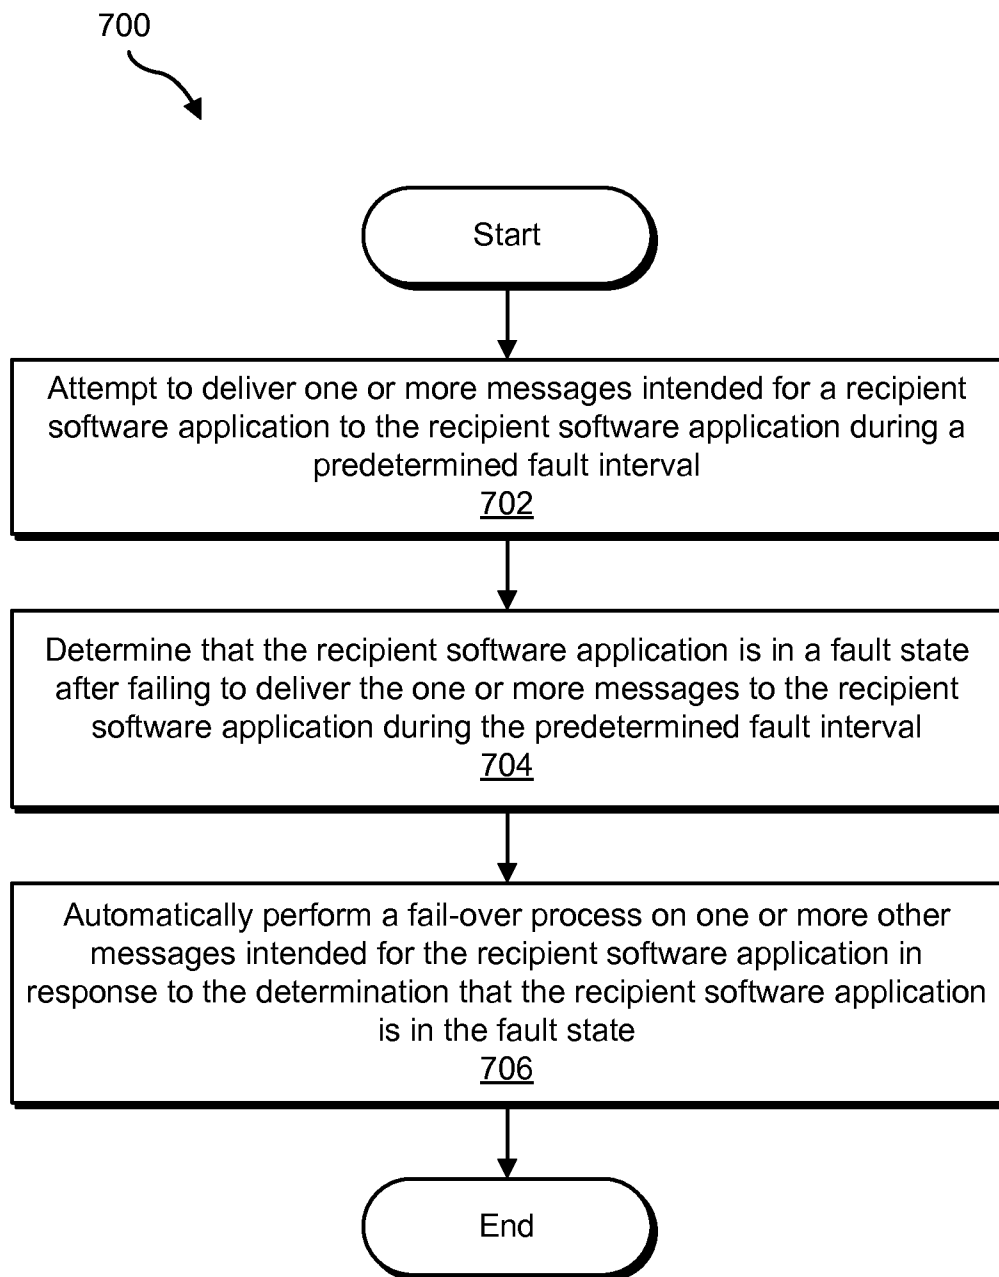 700
Start
Attempt to deliver one or more messages intended for a recipient
software application to the recipient software application during a
predetermined fault interval
702
Determine that the recipient software application is in a fault state
after failing to deliver the one or more messages to the recipient
software application during the predetermined fault interval
704
Automatically perform a fail-over process on one or more other
messages intended for the recipient software application in
response to the determination that the recipient software application
is in the fault state
706
End